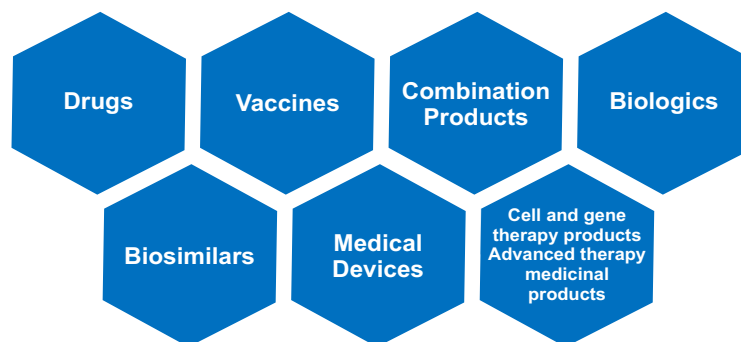 Drugs
Vaccines
Combination
Products
Biologics
Biosimilars
Medical
Devices
Cell and gene
therapy products
Advanced therapy
medicinal
products